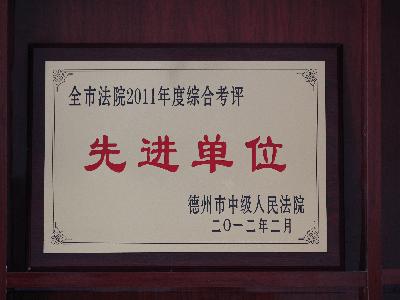 全市法院2011年度综合考评
先进单位
德州市中级人民法院
二〇一二年二月